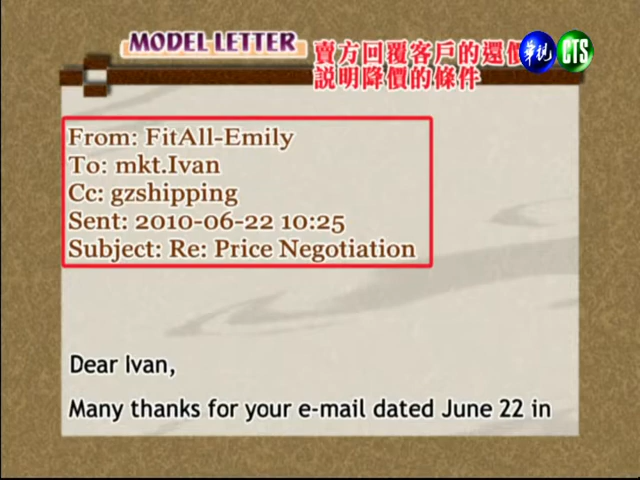 MODEL LETTER
賣方回覆客戶的還價
說明降價的條件
華視 CTS
From: FitAll-Emily
To: mkt.Ivan
Cc: gzshipping
Sent: 2010-06-22 10:25
Subject: Re: Price Negotiation
Dear Ivan,
Many thanks for your e-mail dated June 22 in